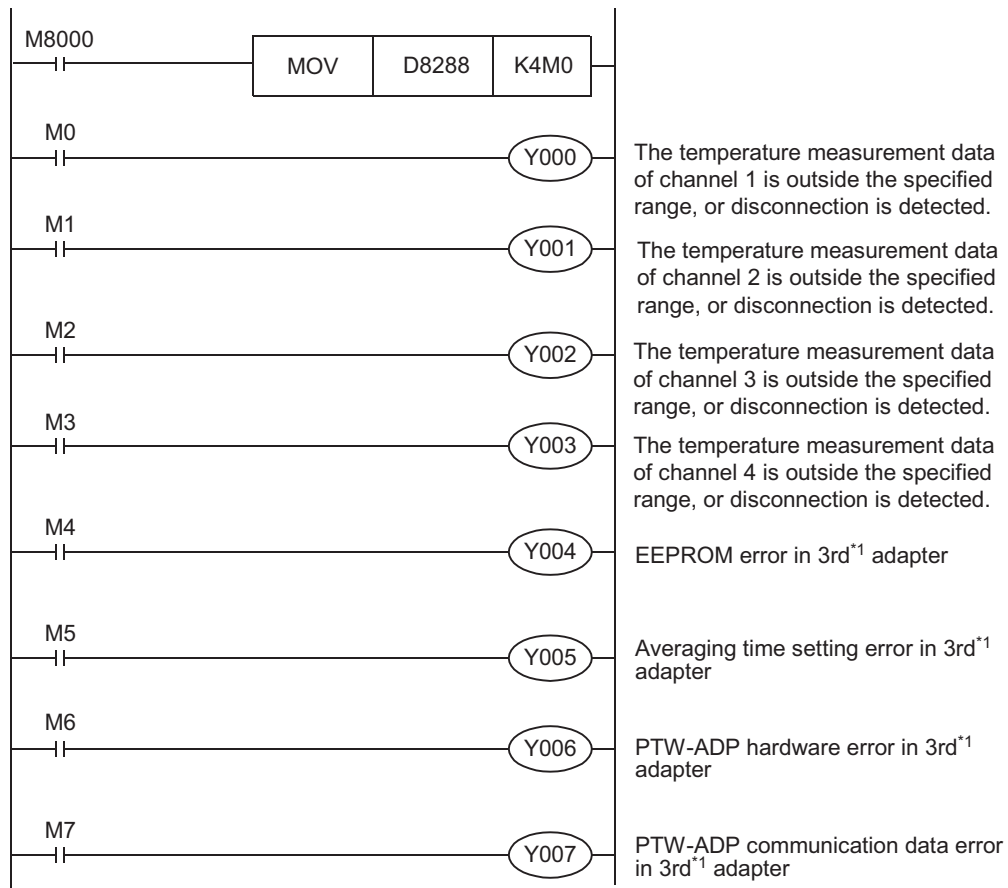 M8000
MOV D8288 K4M0
M0
Y000
The temperature measurement data
of channel 1 is outside the specified
range, or disconnection is detected.
M1
Y001
The temperature measurement data
of channel 2 is outside the specified
range, or disconnection is detected.
M2
Y002
The temperature measurement data
of channel 3 is outside the specified
range, or disconnection is detected.
M3
Y003
The temperature measurement data
of channel 4 is outside the specified
range, or disconnection is detected.
M4
Y004
EEPROM error in 3rd*1 adapter
M5
Y005
Averaging time setting error in 3rd*1
adapter
M6
Y006
PTW-ADP hardware error in 3rd*1
adapter
M7
Y007
PTW-ADP communication data error
in 3rd*1 adapter